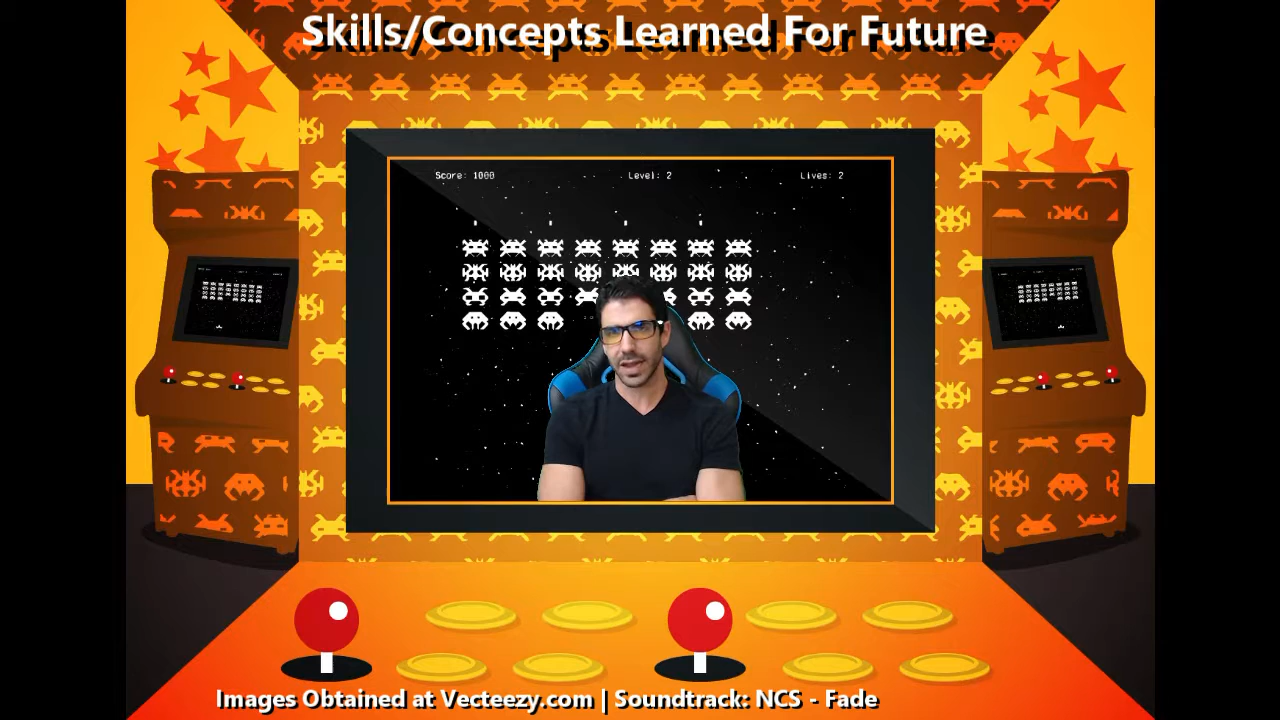 Skills/Concepts Learned For Future
Score: 1000 Level: 2 Lives: 2
Images Obtained at Vecteezy.com | Soundtrack: NCS - Fade